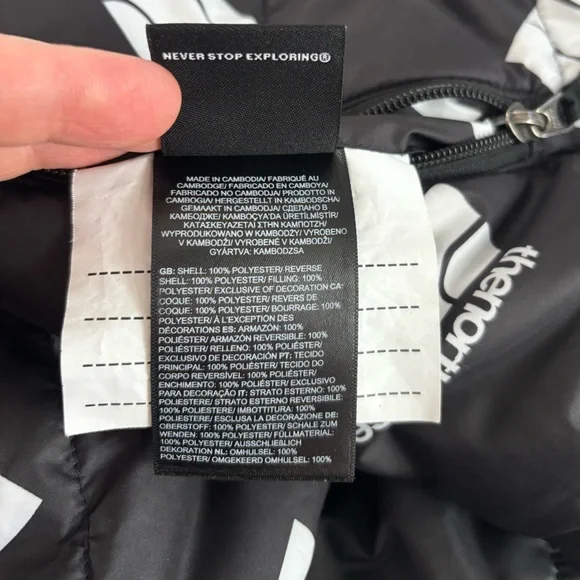 NEVER STOP EXPLORING®
MADE IN CAMBODIA/ FABRIQUÉ AU
CAMBODGE/ FABRICADO EN CAMBOYA/
FABRICADO NO CAMBOJA/ PRODOTTO IN
CAMBOGIA/ HERGESTELLT IN KAMBODSCHA/
GEMAAKT IN CAMBODJA/ СДЕЛАНО В
КАМБОДЖЕ/ KAMBOÇYA'DA ÜRETİLMİŞTİR/
ΚΑΤΑΣΚΕΥΑΖΕΤΑΙ ΣΤΗΝ ΚΑΜΠΟΤΖΗ/
WYPRODUKOWANO W KAMBODŻY/ VYROBENO
V KAMBODŽI/ VYROBENÉ V KAMBODŽI/
GYÁRTVA: KAMBODZSA
GB: SHELL: 100% POLYESTER/ REVERSE
SHELL: 100% POLYESTER/ FILLING: 100%
POLYESTER/ EXCLUSIVE OF DECORATION CA:
COQUE: 100% POLYESTER/ REVERS DE
COQUE: 100% POLYESTER/ BOURRAGE: 100%
POLYESTER/ À L'EXCEPTION DES
DÉCORATIONS ES: ARMAZÓN: 100%
POLIÉSTER/ ARMAZÓN REVERSIBLE: 100%
POLIÉSTER/ RELLENO: 100% POLIÉSTER/
EXCLUSIVO DE DECORACIÓN PT: TECIDO
PRINCIPAL: 100% POLIÉSTER/ TECIDO DO
CORPO REVERSÍVEL: 100% POLIÉSTER/
ENCHIMENTO: 100% POLIÉSTER/ EXCLUSIVO
PARA DECORAÇÃO IT: STRATO ESTERNO: 100%
POLIESTERE/ STRATO ESTERNO REVERSIBILE:
100% POLIESTERE/ IMBOTTITURA: 100%
POLIESTERE/ ESCLUSA LA DECORAZIONE DE:
OBERSTOFF: 100% POLYESTER/ SCHALE ZUM
WENDEN: 100% POLYESTER/ FÜLLMATERIAL:
100% POLYESTER/ AUSSCHLIEßLICH
DEKORATION NL: OMHULSEL: 100%
POLYESTER/ OMGEKEERD OMHULSEL: 100%
thenorth